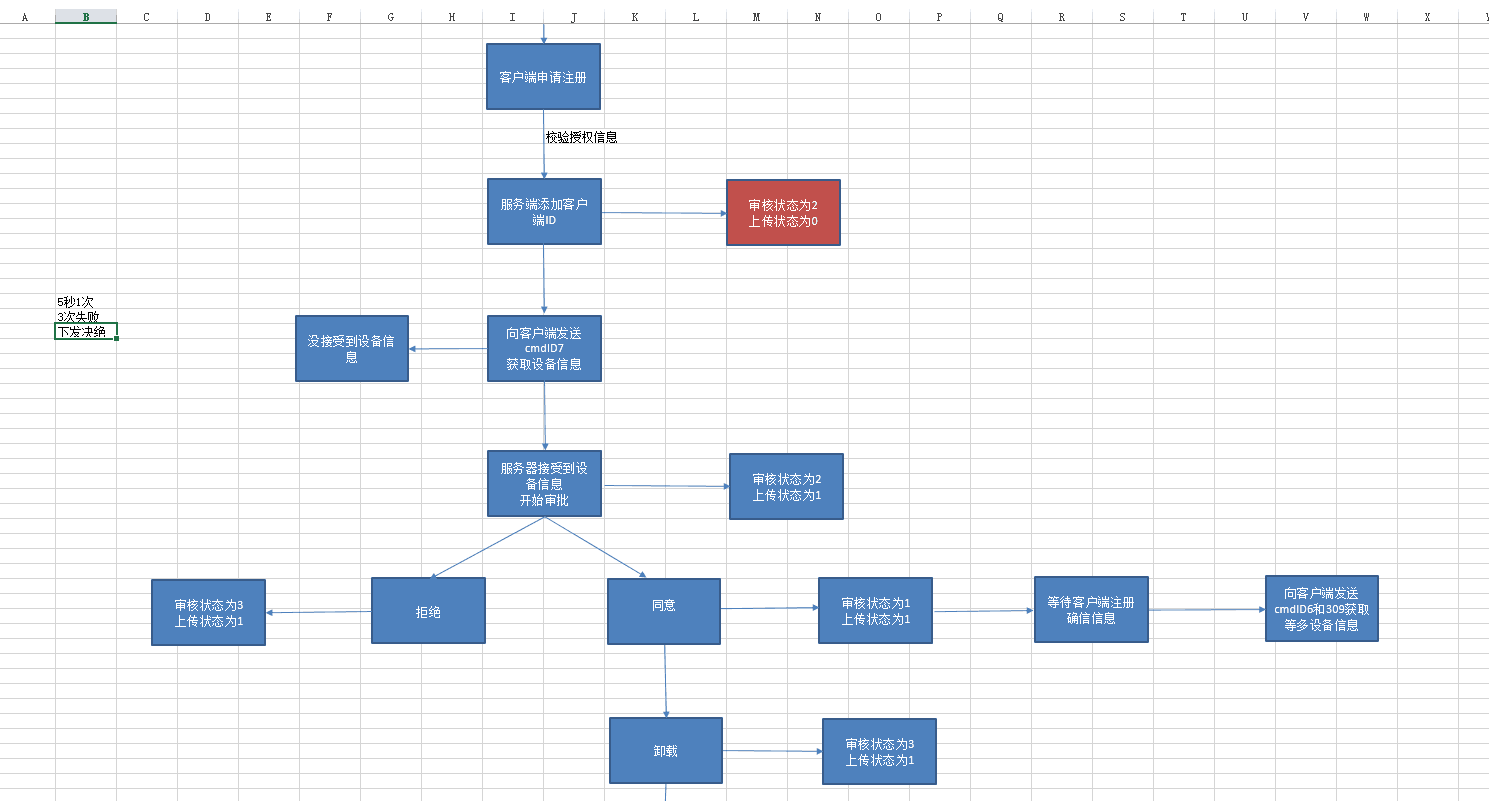 A B C D E F G H I J K L M N O P Q R S T U V W X Y
客户端申请注册
校验授权信息
服务端添加客户
端ID
审核状态为2
上传状态为0
5秒1次
3次失败
下发决绝
没接受到设备信
息
向客户端发送
cmdID7
获取设备信息
服务器接受到设
备信息
开始审批
审核状态为2
上传状态为1
审核状态为3
上传状态为1
拒绝
同意
审核状态为1
上传状态为1
等待客户端注册
确信信息
向客户端发送
cmdID6和309获取
等多设备信息
卸载
审核状态为3
上传状态为1